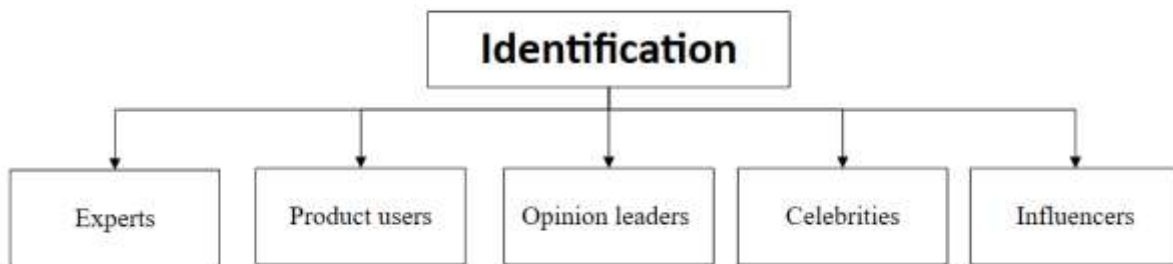 Identification
Experts
Product users
Opinion leaders
Celebrities
Influencers